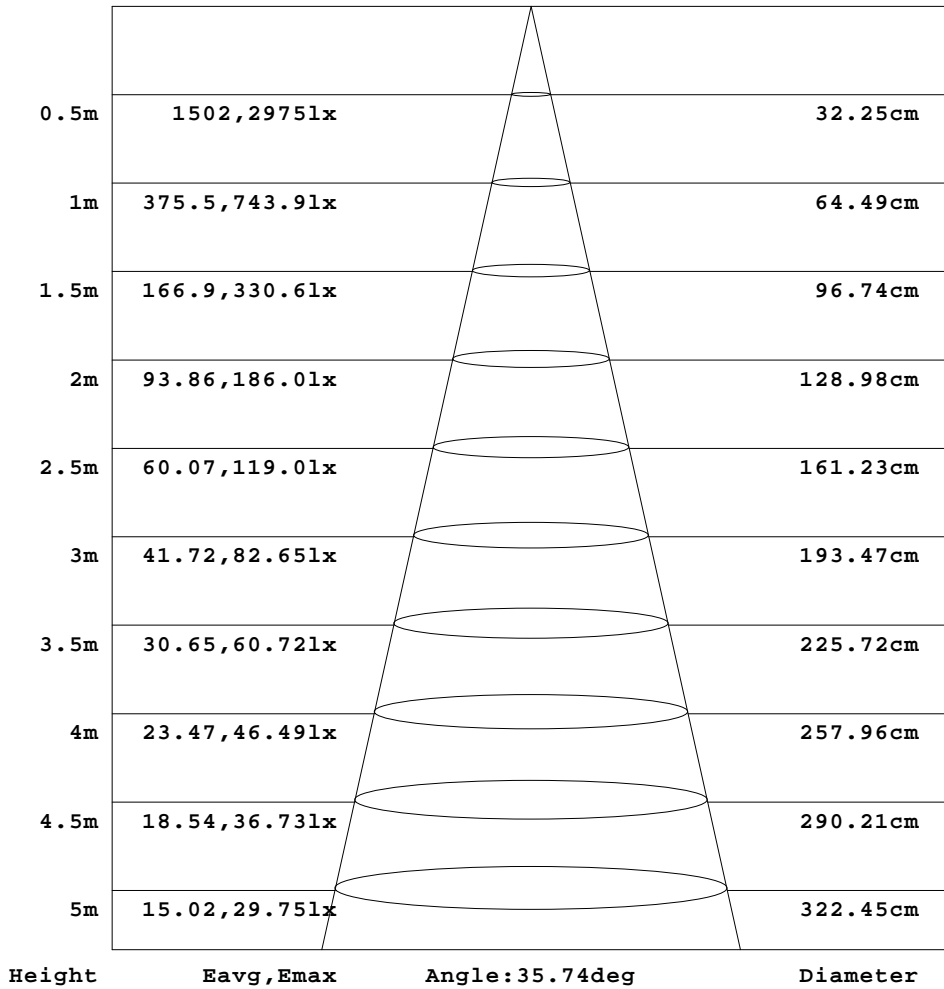 0.5m 1502,2975lx 32.25cm
1m 375.5,743.9lx 64.49cm
1.5m 166.9,330.6lx 96.74cm
2m 93.86,186.0lx 128.98cm
2.5m 60.07,119.0lx 161.23cm
3m 41.72,82.65lx 193.47cm
3.5m 30.65,60.72lx 225.72cm
4m 23.47,46.49lx 257.96cm
4.5m 18.54,36.73lx 290.21cm
5m 15.02,29.75lx 322.45cm
Height Eavg,Emax Angle:35.74deg Diameter